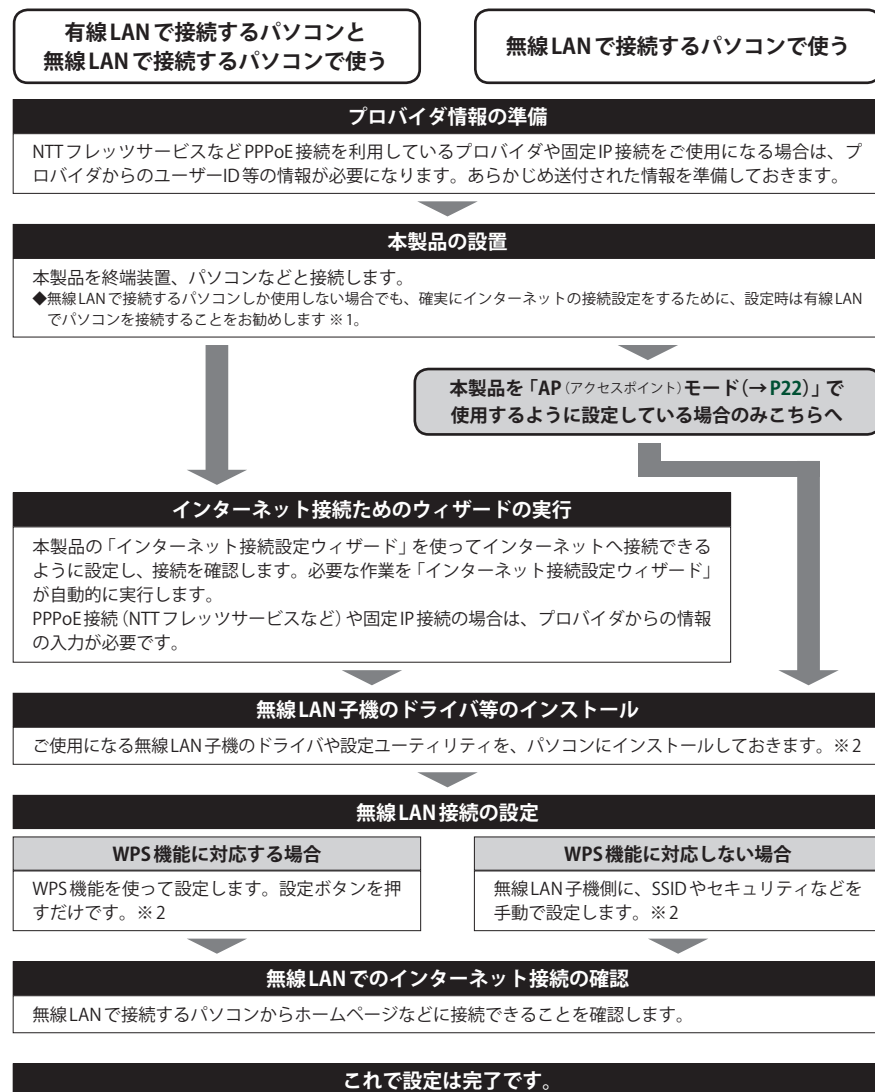 有線LANで接続するパソコンと
無線LANで接続するパソコンで使う
無線LANで接続するパソコンで使う
プロバイダ情報の準備
NTTフレッツサービスなどPPPoE接続を利用しているプロバイダや固定IP接続をご使用になる場合は、プ
ロバイダからのユーザーID等の情報が必要になります。あらかじめ送付された情報を準備しておきます。
本製品の設置
本製品を終端装置、パソコンなどと接続します。
◆無線LANで接続するパソコンしか使用しない場合でも、確実にインターネットの接続設定をするために、設定時は有線LAN
でパソコンを接続することをお勧めします※1。
本製品を「AP(アクセスポイント)モード(→P22)」で
使用するように設定している場合のみこちらへ
インターネット接続ためのウィザードの実行
本製品の「インターネット接続設定ウィザード」を使ってインターネットへ接続できる
ように設定し、接続を確認します。必要な作業を「インターネット接続設定ウィザード」
が自動的に実行します。
PPPoE接続(NTTフレッツサービスなど)や固定IP接続の場合は、プロバイダからの情報
の入力が必要です。
無線LAN子機のドライバ等のインストール
ご使用になる無線LAN子機のドライバや設定ユーティリティを、パソコンにインストールしておきます。※2
無線LAN接続の設定
WPS機能に対応する場合
WPS機能を使って設定します。設定ボタンを押
すだけです。※2
WPS機能に対応しない場合
無線LAN子機側に、SSIDやセキュリティなどを
手動で設定します。※2
無線LANでのインターネット接続の確認
無線LANで接続するパソコンからホームページなどに接続できることを確認します。
これで設定は完了です。